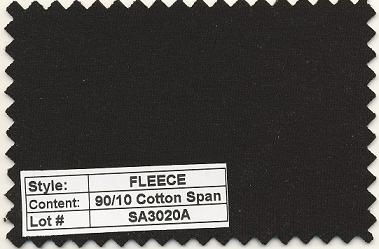 Style: FLEECE
Content: 90/10 Cotton Span
Lot # SA3020A